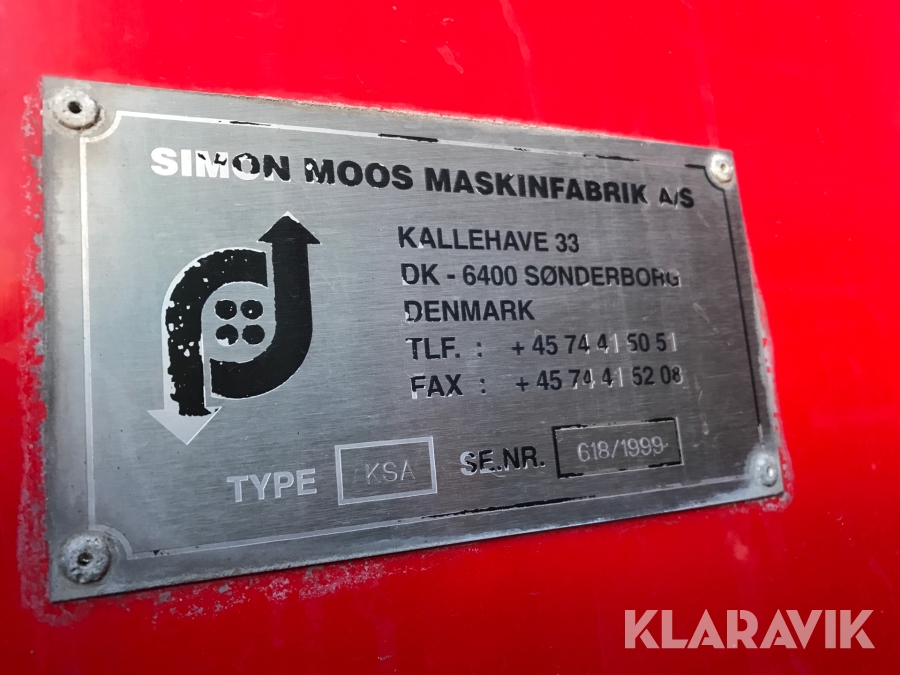 SIMON MOOS MASKINFABRIK A/S
KALLEHAVE 33
DK - 6400 SØNDERBORG
DENMARK
TLF. : + 45 74 41 50 51
FAX : + 45 74 41 52 08
TYPE KSA SE.NR. 618/1999
KLARAVIK